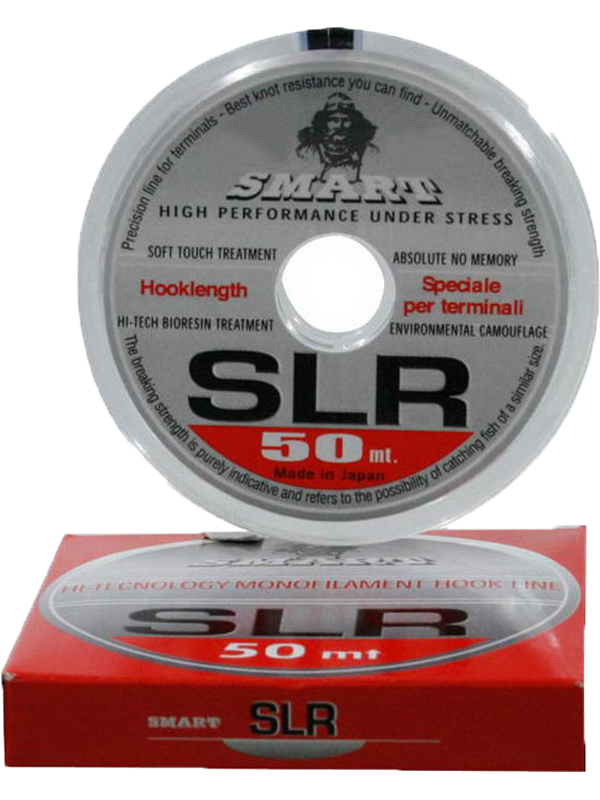 Precision line for terminals - Best knot resistance you can find - Unmatchable breaking strength
SMART
HIGH PERFORMANCE UNDER STRESS
SOFT TOUCH TREATMENT
ABSOLUTE NO MEMORY
Hooklength
Speciale
per terminali
HI-TECH BIORESIN TREATMENT
ENVIRONMENTAL CAMOUFLAGE
SLR
50 mt.
Made in Japan
The breaking strength is purely indicative and refers to the possibility of catching fish of a similar size.
SMART
HI-TECNOLOGY MONOFILAMENT HOOK LINE
SLR
50 mt
SMART SLR